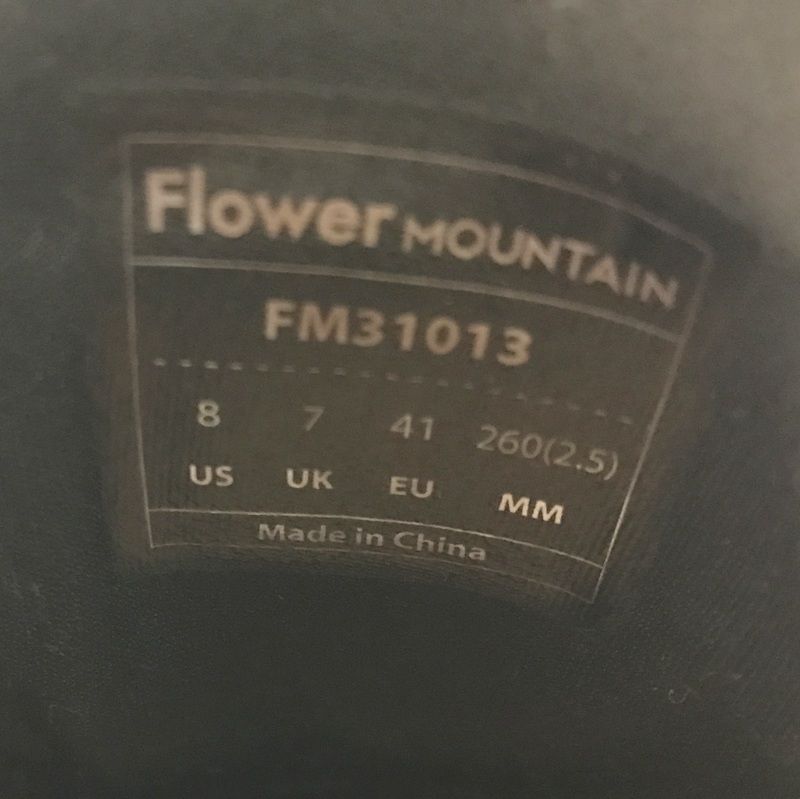 Flower MOUNTAIN
FM31013
8 7 41 260(2.5)
US UK EU MM
Made in China